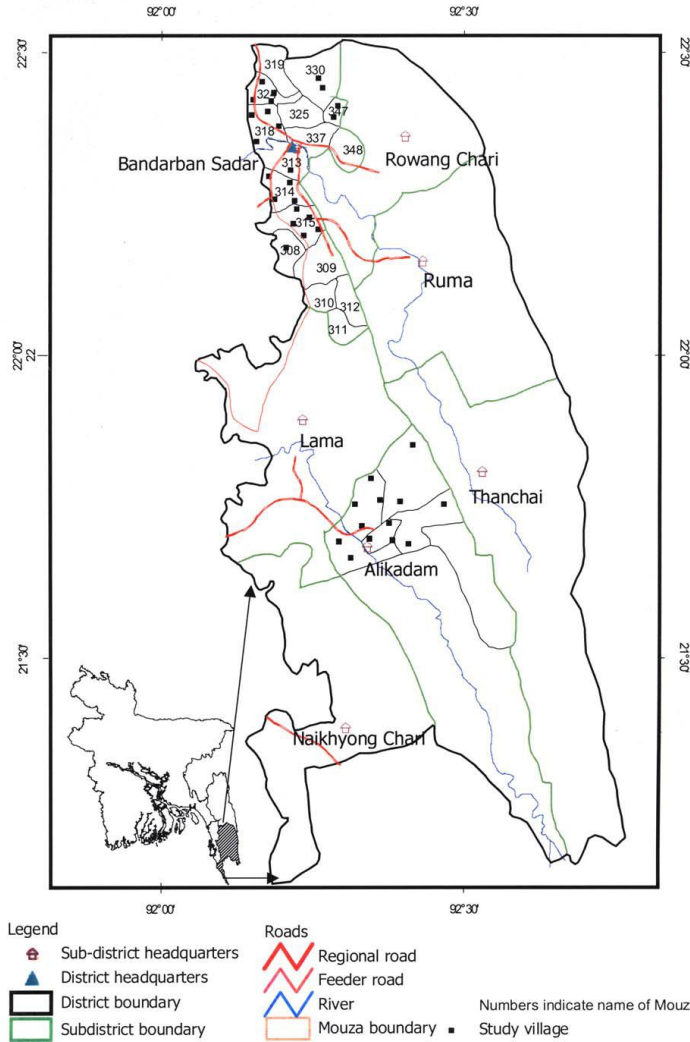 92°00' 92°30'
22°30' 22°30'
319
330
32
325
347
318
337
348
Bandarban Sadar
313
Rowang Chari
314
315
308
309
Ruma
310
312
311
22°00' 22 22°00'
Lama
Thanchai
Alikadam
21°30' 21°30'
Naikhyong Chari
92°00' 92°30'
Legend
Sub-district headquarters
District headquarters
District boundary
Subdistrict boundary
Roads
Regional road
Feeder road
River
Mouza boundary
Numbers indicate name of Mouz
Study village